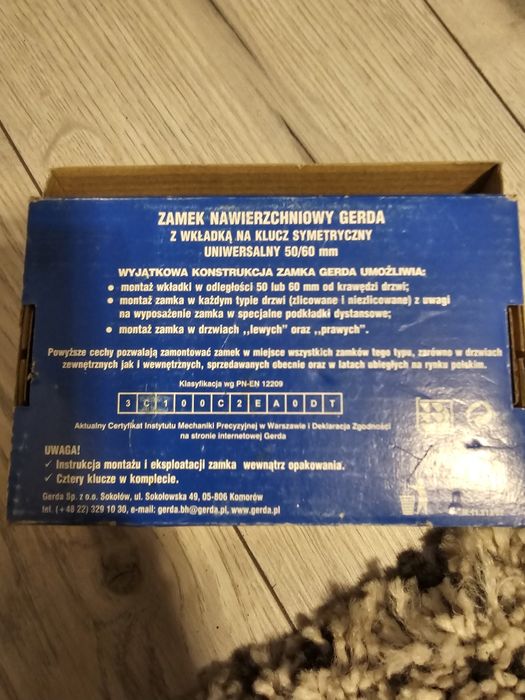 ZAMEK NAWIERZCHNIOWY GERDA
Z WKŁADKĄ NA KLUCZ SYMETRYCZNY
UNIWERSALNY 50/60 mm
WYJĄTKOWA KONSTRUKCJA ZAMKA GERDA UMOŻLIWIA:
• montaż wkładki w odległości 50 lub 60 mm od krawędzi drzwi;
• montaż zamka w każdym typie drzwi (zlicowane i niezlicowane) z uwagi
na wyposażenie zamka w specjalne podkładki dystansowe;
• montaż zamka w drzwiach ,,lewych" oraz ,,prawych".
Powyższe cechy pozwalają zamontować zamek w miejsce wszystkich zamków tego typu, zarówno w drzwiach
zewnętrznych jak i wewnętrznych, sprzedawanych obecnie oraz w latach ubiegłych na rynku polskim.
Klasyfikacja wg PN-EN 12209
3 C 1 0 0 C 2 E A 0 D T
Aktualny Certyfikat Instytutu Mechaniki Precyzyjnej w Warszawie i Deklaracja Zgodności
na stronie internetowej Gerda
UWAGA!
✓ Instrukcja montażu i eksploatacji zamka wewnątrz opakowania.
✓ Cztery klucze w komplecie.
Gerda Sp. z o.o. Sokołów, ul. Sokołowska 49, 05-806 Komorów
tel. (+48 22) 329 10 30, e-mail: gerda.bh@gerda.pl, www.gerda.pl